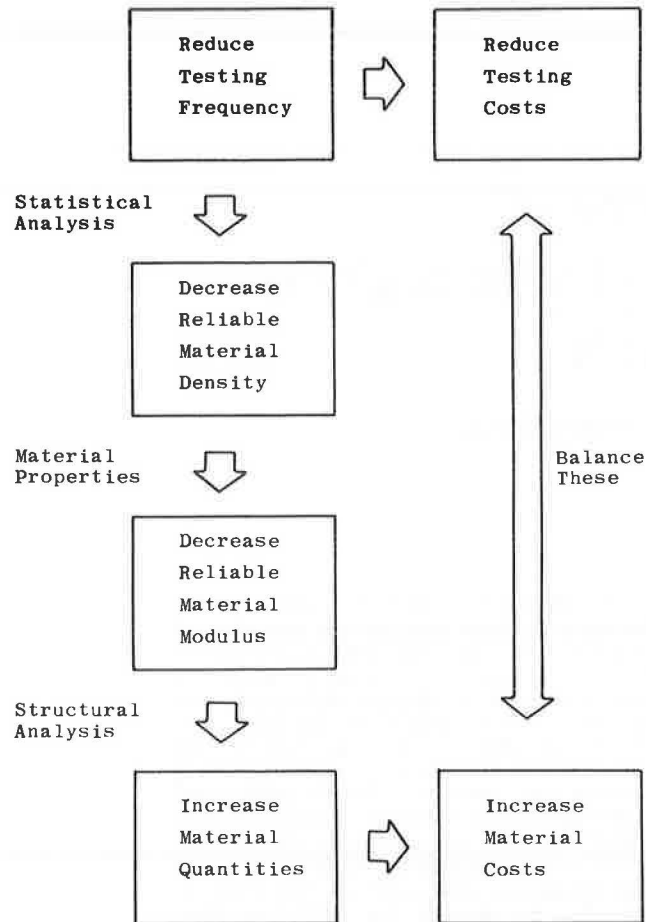 Reduce
Testing
Frequency
Reduce
Testing
Costs
Statistical
Analysis
Decrease
Reliable
Material
Density
Material
Properties
Balance
These
Decrease
Reliable
Material
Modulus
Structural
Analysis
Increase
Material
Quantities
Increase
Material
Costs